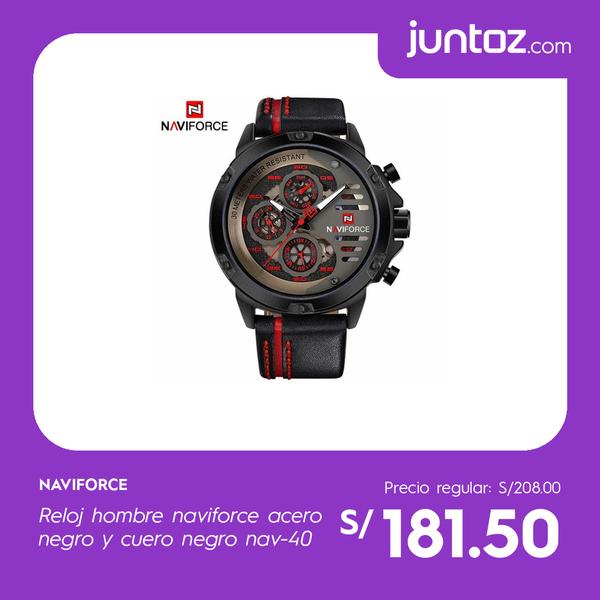 juntoz.com
NAVIFORCE
30 METERS WATER RESISTANT
NAVIFORCE
NAVIFORCE
Precio regular: S/208.00
Reloj hombre naviforce acero
negro y cuero negro nav-40
S/181.50